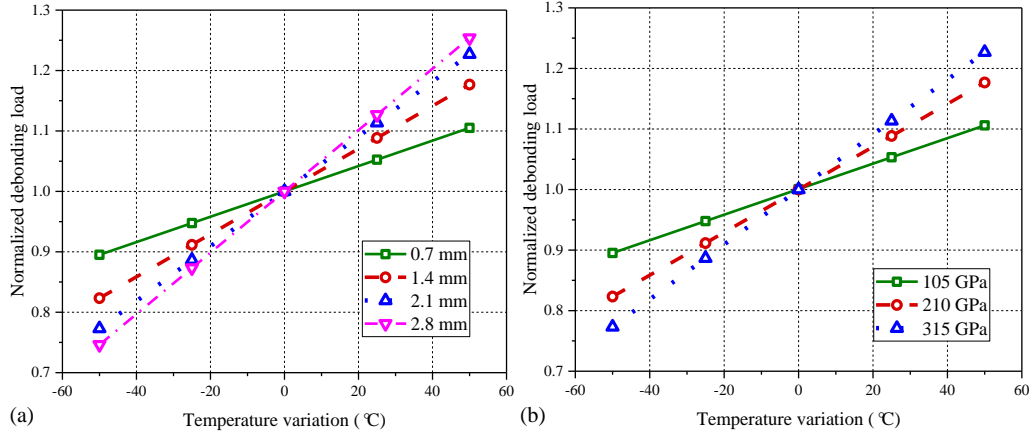 1.3
1.2
1.1
1.0
0.9
0.8
0.7
-60
-40
-20
0
20
40
60
Normalized debonding load
Temperature variation ( ℃)
0.7 mm
1.4 mm
2.1 mm
2.8 mm
(a)
1.3
1.2
1.1
1.0
0.9
0.8
0.7
-60
-40
-20
0
20
40
60
Normalized debonding load
Temperature variation ( ℃)
105 GPa
210 GPa
315 GPa
(b)